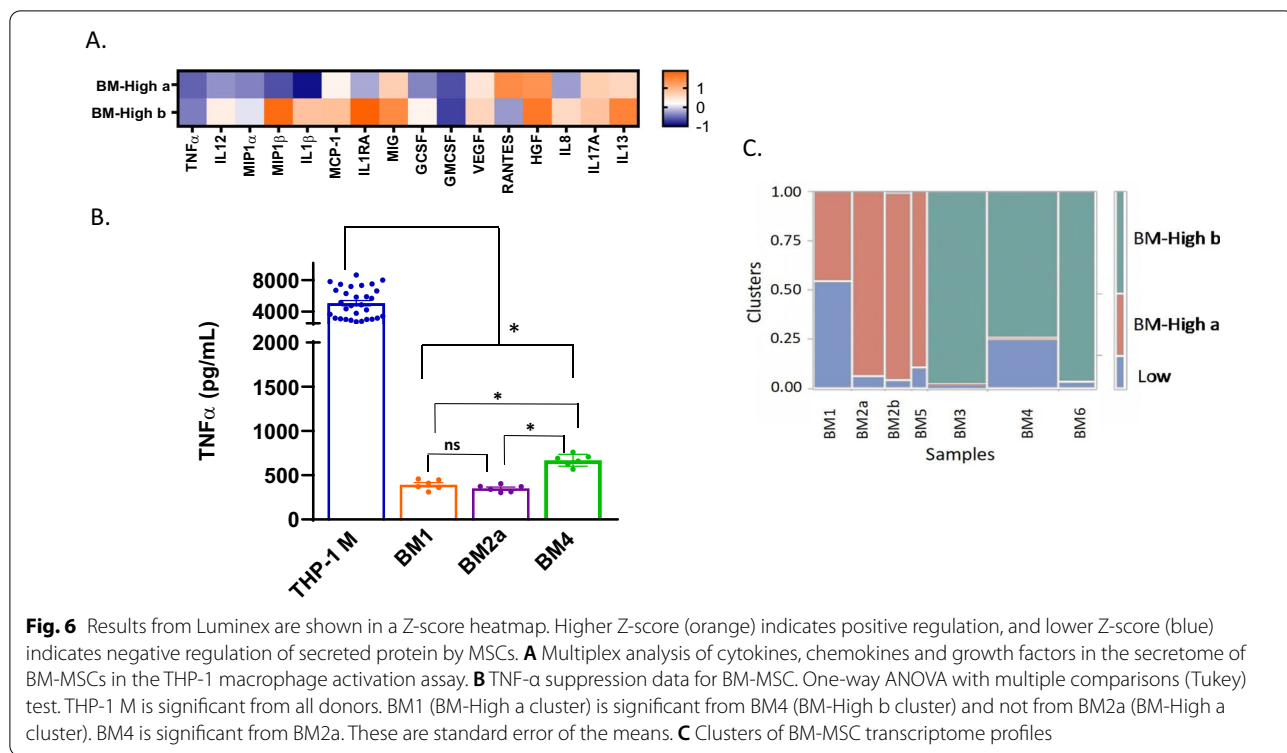 A.
BM-High a
BM-High b
1
0
-1
TNFα IL12 MIP1α MIP1β IL1β MCP-1 IL1RA MIG GCSF GMCSF VEGF RANTES HGF IL8 IL17A IL13
B.
TNFα (pg/mL)
8000
4000
2000
1500
1000
500
0
*
*
*
ns
THP-1 M BM1 BM2a BM4
C.
Clusters
1.00
0.75
0.50
0.25
0.00
BM1 BM2a BM2b BM5 BM3 BM4 BM6
Samples
BM-High b
BM-High a
Low
Fig. 6 Results from Luminex are shown in a Z-score heatmap. Higher Z-score (orange) indicates positive regulation, and lower Z-score (blue)
indicates negative regulation of secreted protein by MSCs. A Multiplex analysis of cytokines, chemokines and growth factors in the secretome of
BM-MSCs in the THP-1 macrophage activation assay. B TNF-α suppression data for BM-MSC. One-way ANOVA with multiple comparisons (Tukey)
test. THP-1 M is significant from all donors. BM1 (BM-High a cluster) is significant from BM4 (BM-High b cluster) and not from BM2a (BM-High a
cluster). BM4 is significant from BM2a. These are standard error of the means. C Clusters of BM-MSC transcriptome profiles